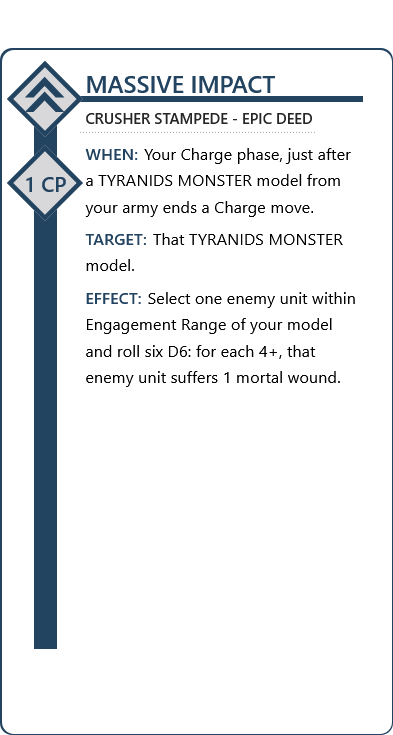 MASSIVE IMPACT
CRUSHER STAMPEDE - EPIC DEED
WHEN: Your Charge phase, just after
a TYRANIDS MONSTER model from
your army ends a Charge move.
1 CP
TARGET: That TYRANIDS MONSTER
model.
EFFECT: Select one enemy unit within
Engagement Range of your model
and roll six D6: for each 4+, that
enemy unit suffers 1 mortal wound.